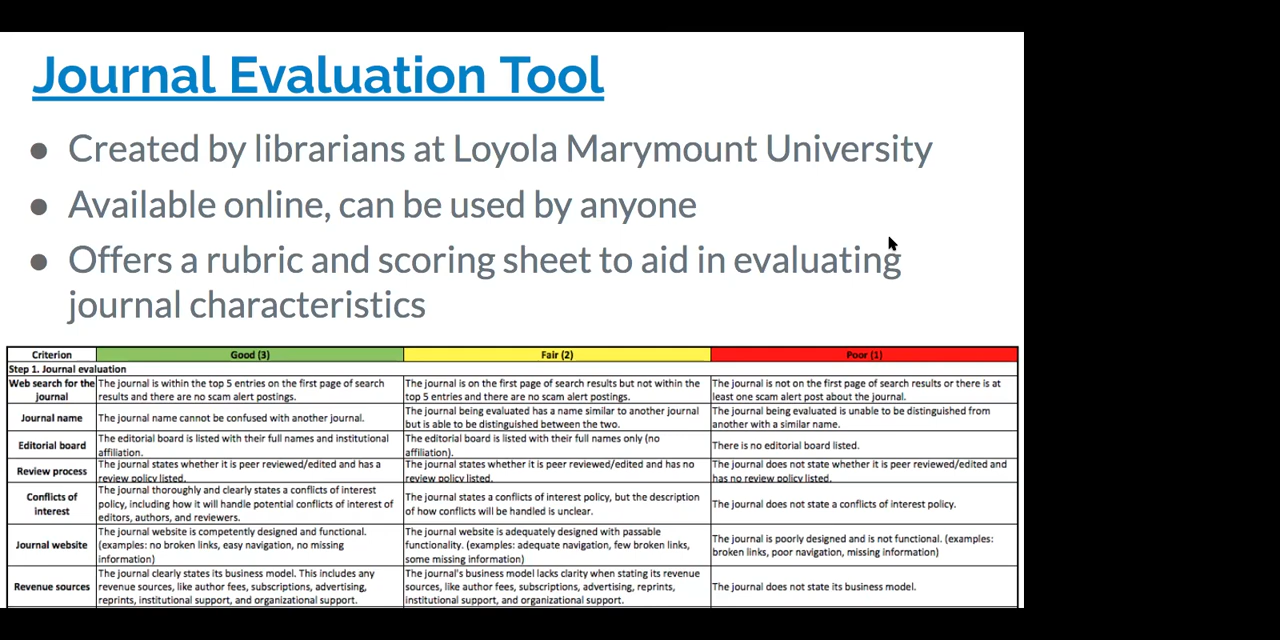 Journal Evaluation Tool
● Created by librarians at Loyola Marymount University
● Available online, can be used by anyone
● Offers a rubric and scoring sheet to aid in evaluating
journal characteristics
Criterion Good (3) Fair (2) Poor (1)
Step 1. Journal evaluation
Web search for the
journal
The journal is within the top 5 entries on the first page of search
results and there are no scam alert postings.
The journal is on the first page of search results but not within the
top 5 entries and there are no scam alert postings.
The journal is not on the first page of search results or there is at
least one scam alert post about the journal.
Journal name
The journal name cannot be confused with another journal.
The journal being evaluated has a name similar to another journal
but is able to be distinguished between the two.
The journal being evaluated is unable to be distinguished from
another with a similar name.
Editorial board
The editorial board is listed with their full names and institutional
affiliation.
The editorial board is listed with their full names only (no
affiliation).
There is no editorial board listed.
Review process
The journal states whether it is peer reviewed/edited and has a
review policy listed.
The journal states whether it is peer reviewed/edited and has no
review policy listed.
The journal does not state whether it is peer reviewed/edited and
has no review policy listed.
Conflicts of
interest
The journal thoroughly and clearly states a conflicts of interest
policy, including how it will handle potential conflicts of interest of
editors, authors, and reviewers.
The journal states a conflicts of interest policy, but the description
of how conflicts will be handled is unclear.
The journal does not state a conflicts of interest policy.
Journal website
The journal website is competently designed and functional.
(examples: no broken links, easy navigation, no missing
information)
The journal website is adequately designed with passable
functionality. (examples: adequate navigation, few broken links,
some missing information)
The journal is poorly designed and is not functional. (examples:
broken links, poor navigation, missing information)
Revenue sources
The journal clearly states its business model. This includes any
revenue sources, like author fees, subscriptions, advertising,
reprints, institutional support, and organizational support.
The journal's business model lacks clarity when stating its revenue
sources, like author fees, subscriptions, advertising, reprints,
institutional support, and organizational support.
The journal does not state its business model.